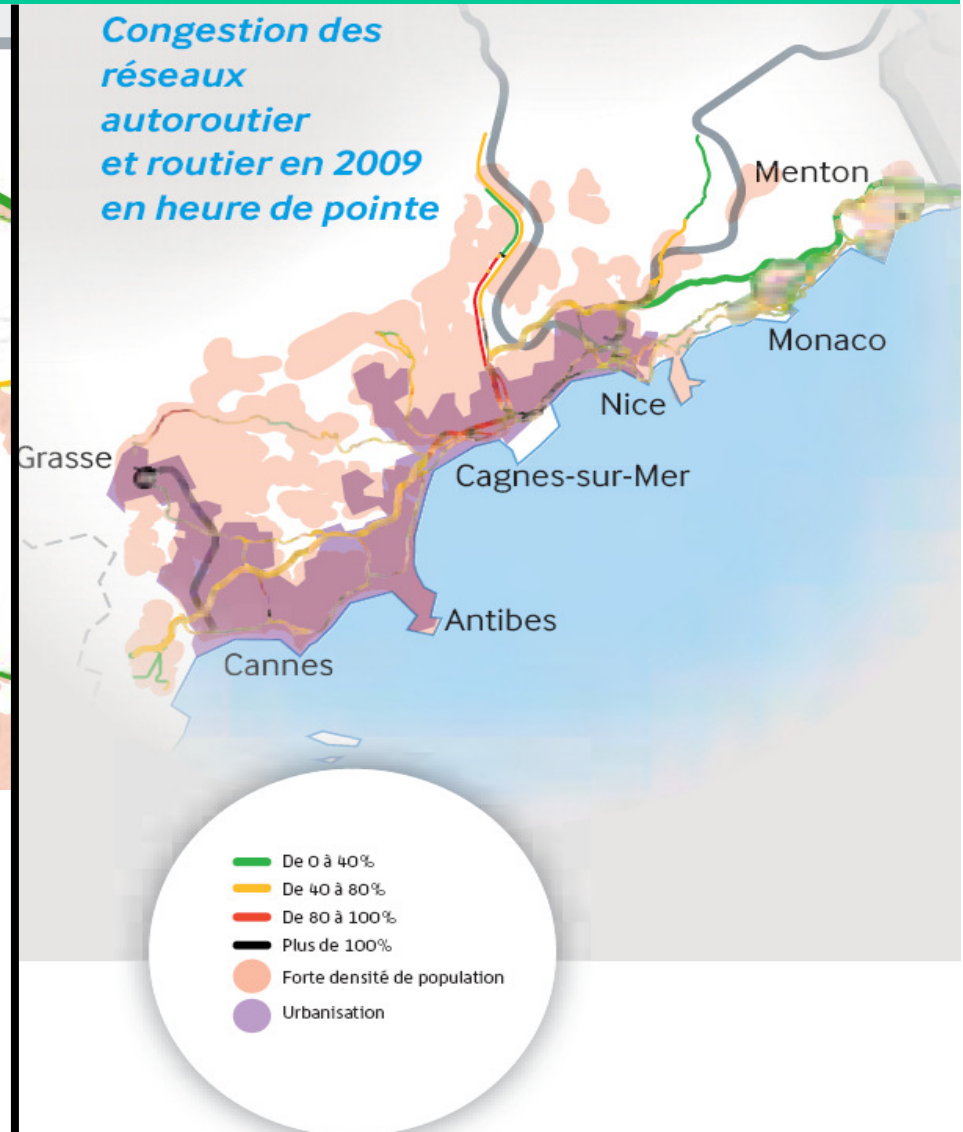 Congestion des
réseaux
autoroutier
et routier en 2009
en heure de pointe
Menton
Monaco
Nice
Grasse
Cagnes-sur-Mer
Antibes
Cannes
De 0 à 40%
De 40 à 80%
De 80 à 100%
Plus de 100%
Forte densité de population
Urbanisation